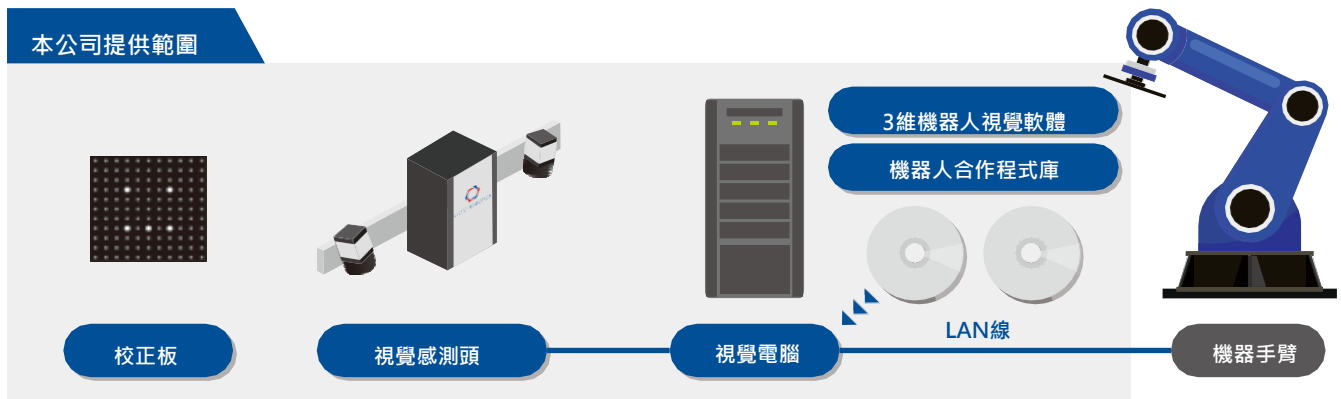 本公司提供範圍
3維機器人視覺軟體
機器人合作程式庫
LAN線
校正板
視覺感測頭
視覺電腦
機器手臂